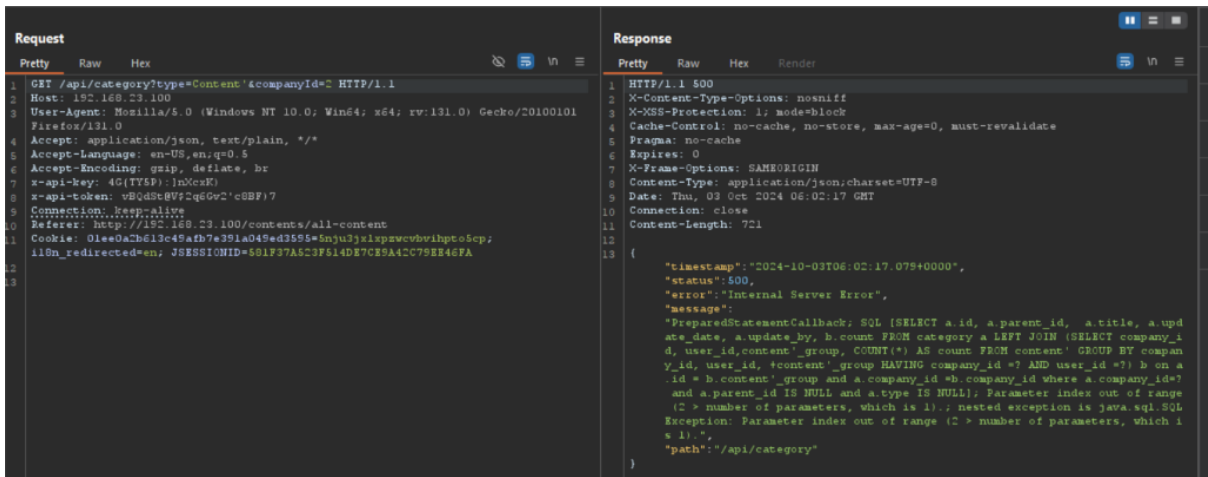 Request
Pretty Raw Hex
\n
1 GET /api/category?type=Content'&companyId=2 HTTP/1.1
2 Host: 192.168.23.100
3 User-Agent: Mozilla/5.0 (Windows NT 10.0; Win64; x64; rv:131.0) Gecko/20100101
Firefox/131.0
4 Accept: application/json, text/plain, */*
5 Accept-Language: en-US,en;q=0.5
6 Accept-Encoding: gzip, deflate, br
7 x-api-key:
8 x-api-token:
9 Connection: keep-alive
10 Referer: http://192.168.23.100/contents/all-content
11 Cookie:
i18n_redirected=en;
12
13
Response
Pretty Raw Hex Render
\n
1 HTTP/1.1 500
2 X-Content-Type-Options: nosniff
3 X-XSS-Protection: 1; mode=block
4 Cache-Control: no-cache, no-store, max-age=0, must-revalidate
5 Pragma: no-cache
6 Expires: 0
7 X-Frame-Options: SAMEORIGIN
8 Content-Type: application/json;charset=UTF-8
9 Date: Thu, 03 Oct 2024 06:02:17 GMT
10 Connection: close
11 Content-Length: 721
12
13 {
"timestamp":"2024-10-03T06:02:17.079+0000",
"status":500,
"error":"Internal Server Error",
"message":
"PreparedStatementCallback; SQL [SELECT a.id, a.parent_id, a.title, a.upd
ate_date, a.update_by, b.count FROM category a LEFT JOIN (SELECT company_i
d, user_id,content'_group, COUNT(*) AS count FROM content' GROUP BY compan
y_id, user_id, +content'_group HAVING company_id =? AND user_id =?) b on a
.id = b.content'_group and a.company_id =b.company_id where a.company_id=?
and a.parent_id IS NULL and a.type IS NULL]; Parameter index out of range
(2 > number of parameters, which is 1).; nested exception is java.sql.SQL
Exception: Parameter index out of range (2 > number of parameters, which i
s 1).",
"path":"/api/category"
}